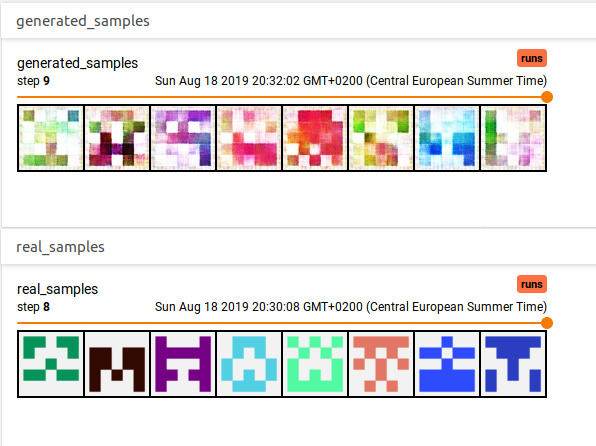 generated_samples
runs
generated_samples
step 9 Sun Aug 18 2019 20:32:02 GMT+0200 (Central European Summer Time)
real_samples
runs
real_samples
step 8 Sun Aug 18 2019 20:30:08 GMT+0200 (Central European Summer Time)